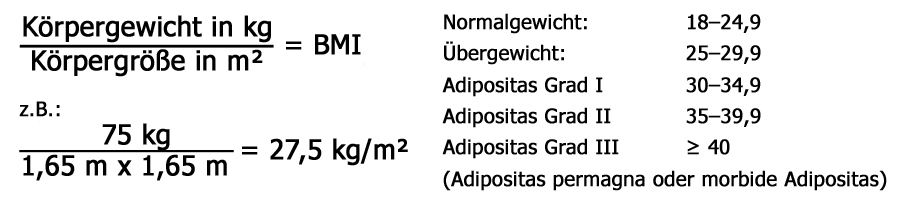 Körpergewicht in kg
Körpergröße in m²
= BMI
z.B.:
75 kg
1,65 m x 1,65 m
= 27,5 kg/m²
Normalgewicht: 18–24,9
Übergewicht: 25–29,9
Adipositas Grad I 30–34,9
Adipositas Grad II 35–39,9
Adipositas Grad III ≥ 40
(Adipositas permagna oder morbide Adipositas)